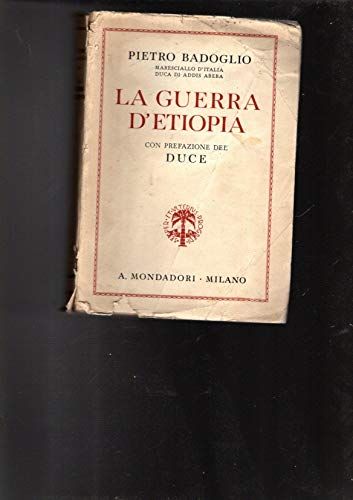 PIETRO BADOGLIO
MARESCIALLO D'ITALIA
DUCA DI ADDIS ABEBA
LA GUERRA
D'ETIOPIA
CON PREFAZIONE DEL
DUCE
A. MONDADORI · MILANO